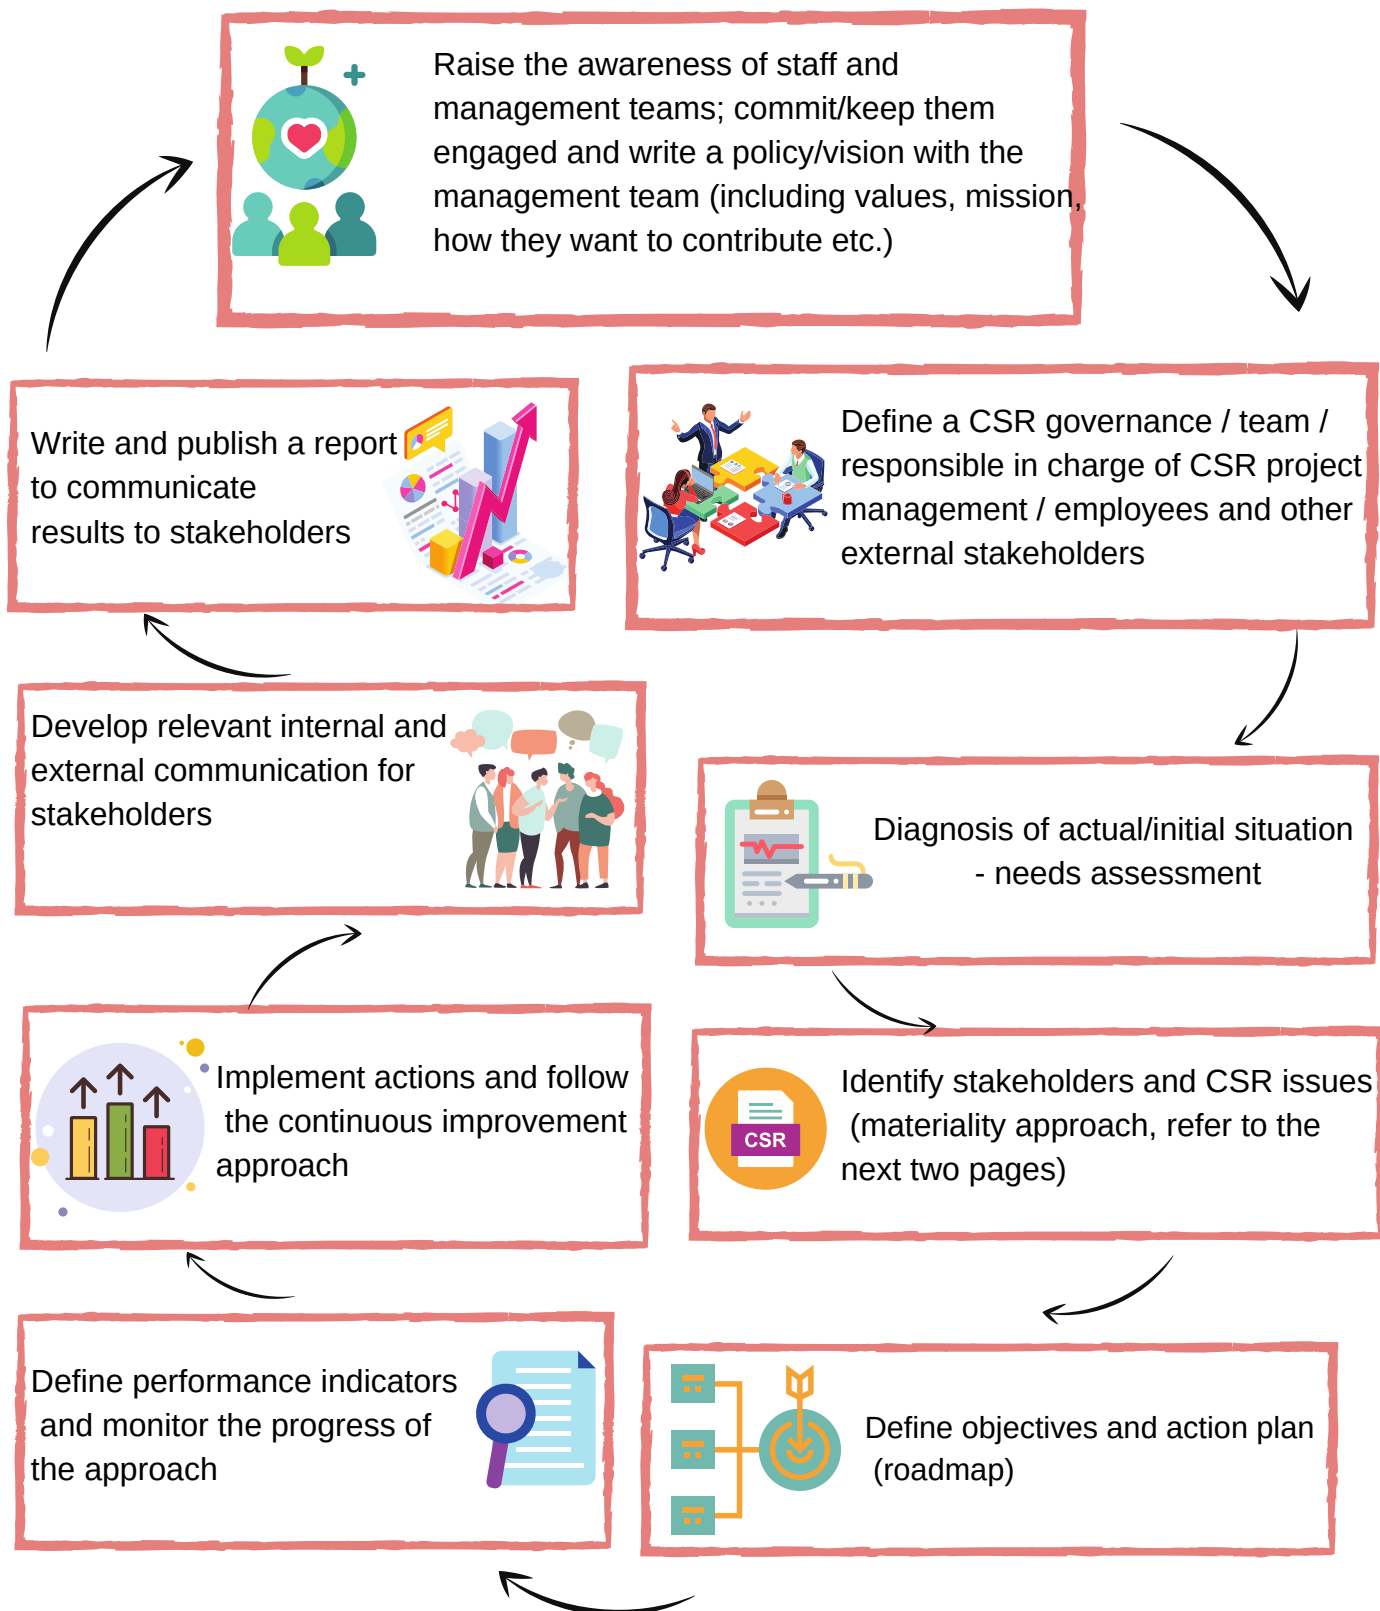 Raise the awareness of staff and
management teams; commit/keep them
engaged and write a policy/vision with the
management team (including values, mission,
how they want to contribute etc.)
Define a CSR governance / team /
responsible in charge of CSR project
management / employees and other
external stakeholders
Diagnosis of actual/initial situation
- needs assessment
Identify stakeholders and CSR issues
(materiality approach, refer to the
next two pages)
CSR
Define objectives and action plan
(roadmap)
Define performance indicators
and monitor the progress of
the approach
Implement actions and follow
the continuous improvement
approach
Develop relevant internal and
external communication for
stakeholders
Write and publish a report
to communicate
results to stakeholders